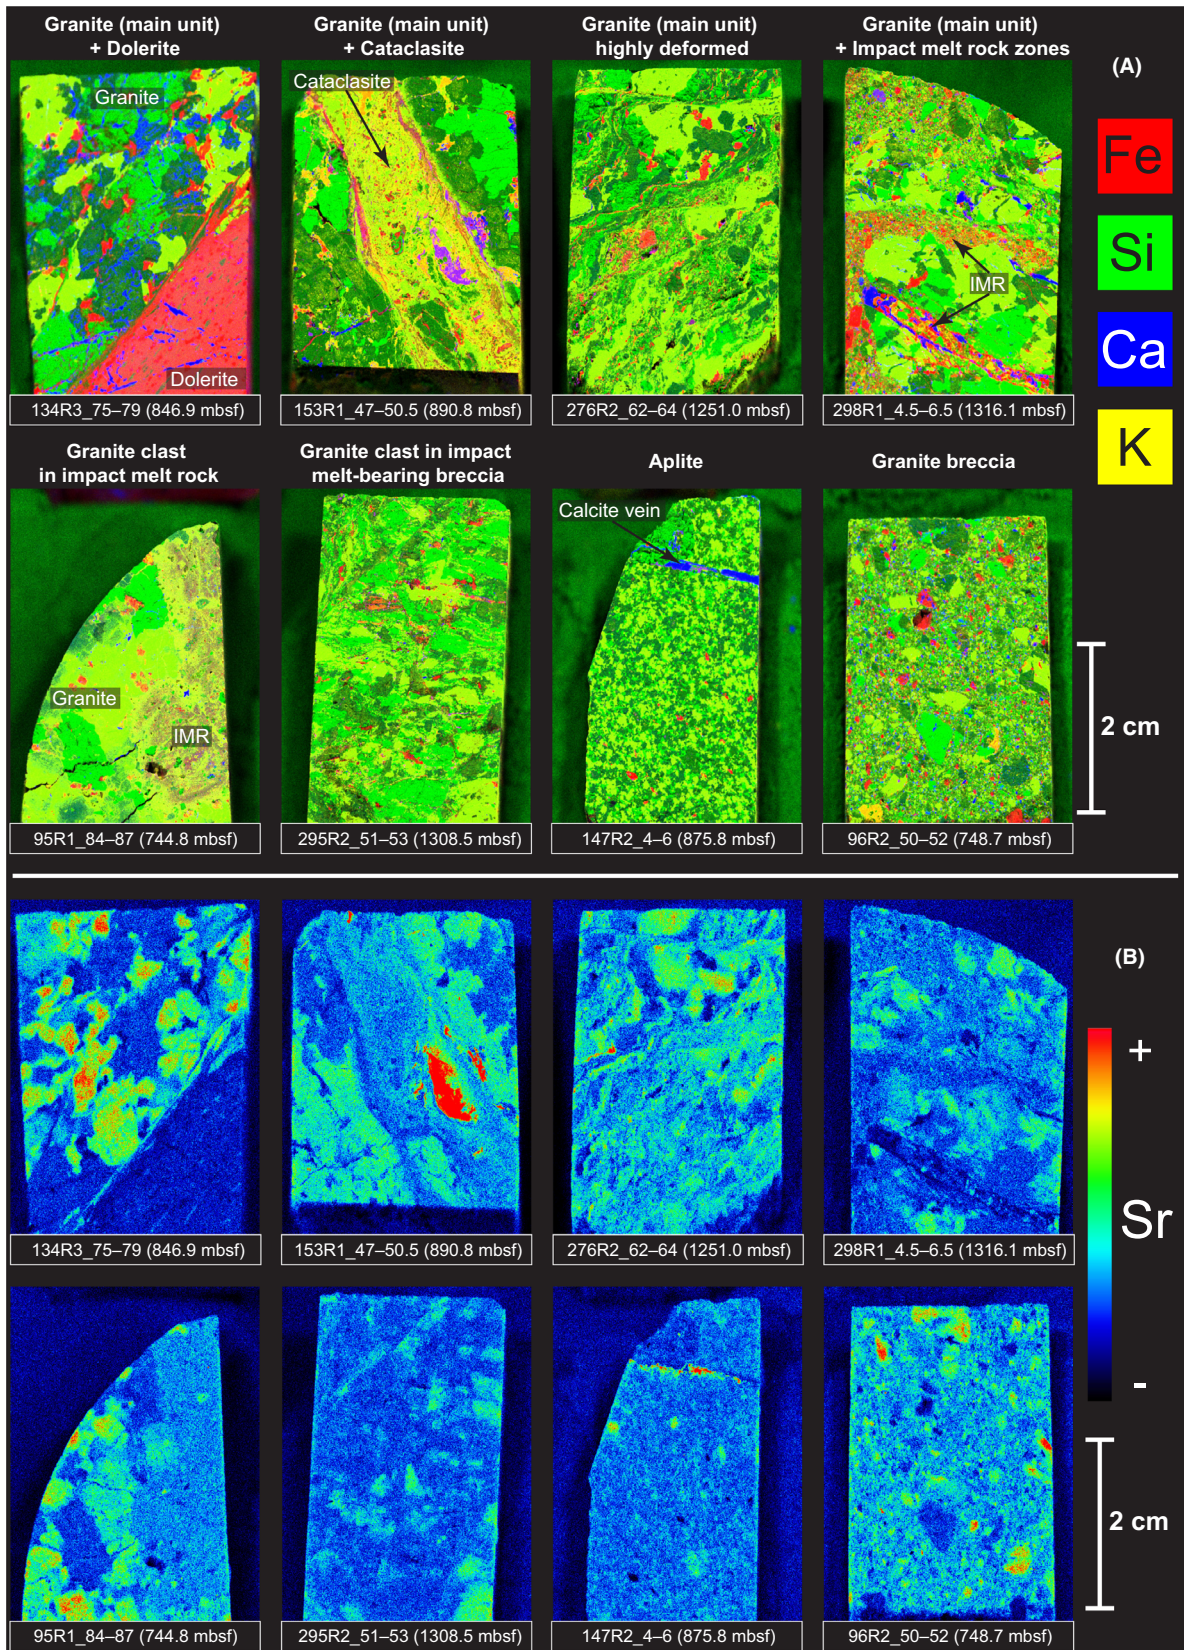 Granite (main unit)
+ Dolerite
Granite (main unit)
+ Cataclasite
Granite (main unit)
highly deformed
Granite (main unit)
+ Impact melt rock zones
(A)
Granite
Dolerite
Cataclasite
IMR
Fe
Si
Ca
K
134R3_75–79 (846.9 mbsf)
153R1_47–50.5 (890.8 mbsf)
276R2_62–64 (1251.0 mbsf)
298R1_4.5–6.5 (1316.1 mbsf)
Granite clast
in impact melt rock
Granite clast in impact
melt-bearing breccia
Aplite
Granite breccia
Granite
IMR
Calcite vein
2 cm
95R1_84–87 (744.8 mbsf)
295R2_51–53 (1308.5 mbsf)
147R2_4–6 (875.8 mbsf)
96R2_50–52 (748.7 mbsf)
(B)
+
Sr
-
134R3_75–79 (846.9 mbsf)
153R1_47–50.5 (890.8 mbsf)
276R2_62–64 (1251.0 mbsf)
298R1_4.5–6.5 (1316.1 mbsf)
2 cm
95R1_84–87 (744.8 mbsf)
295R2_51–53 (1308.5 mbsf)
147R2_4–6 (875.8 mbsf)
96R2_50–52 (748.7 mbsf)